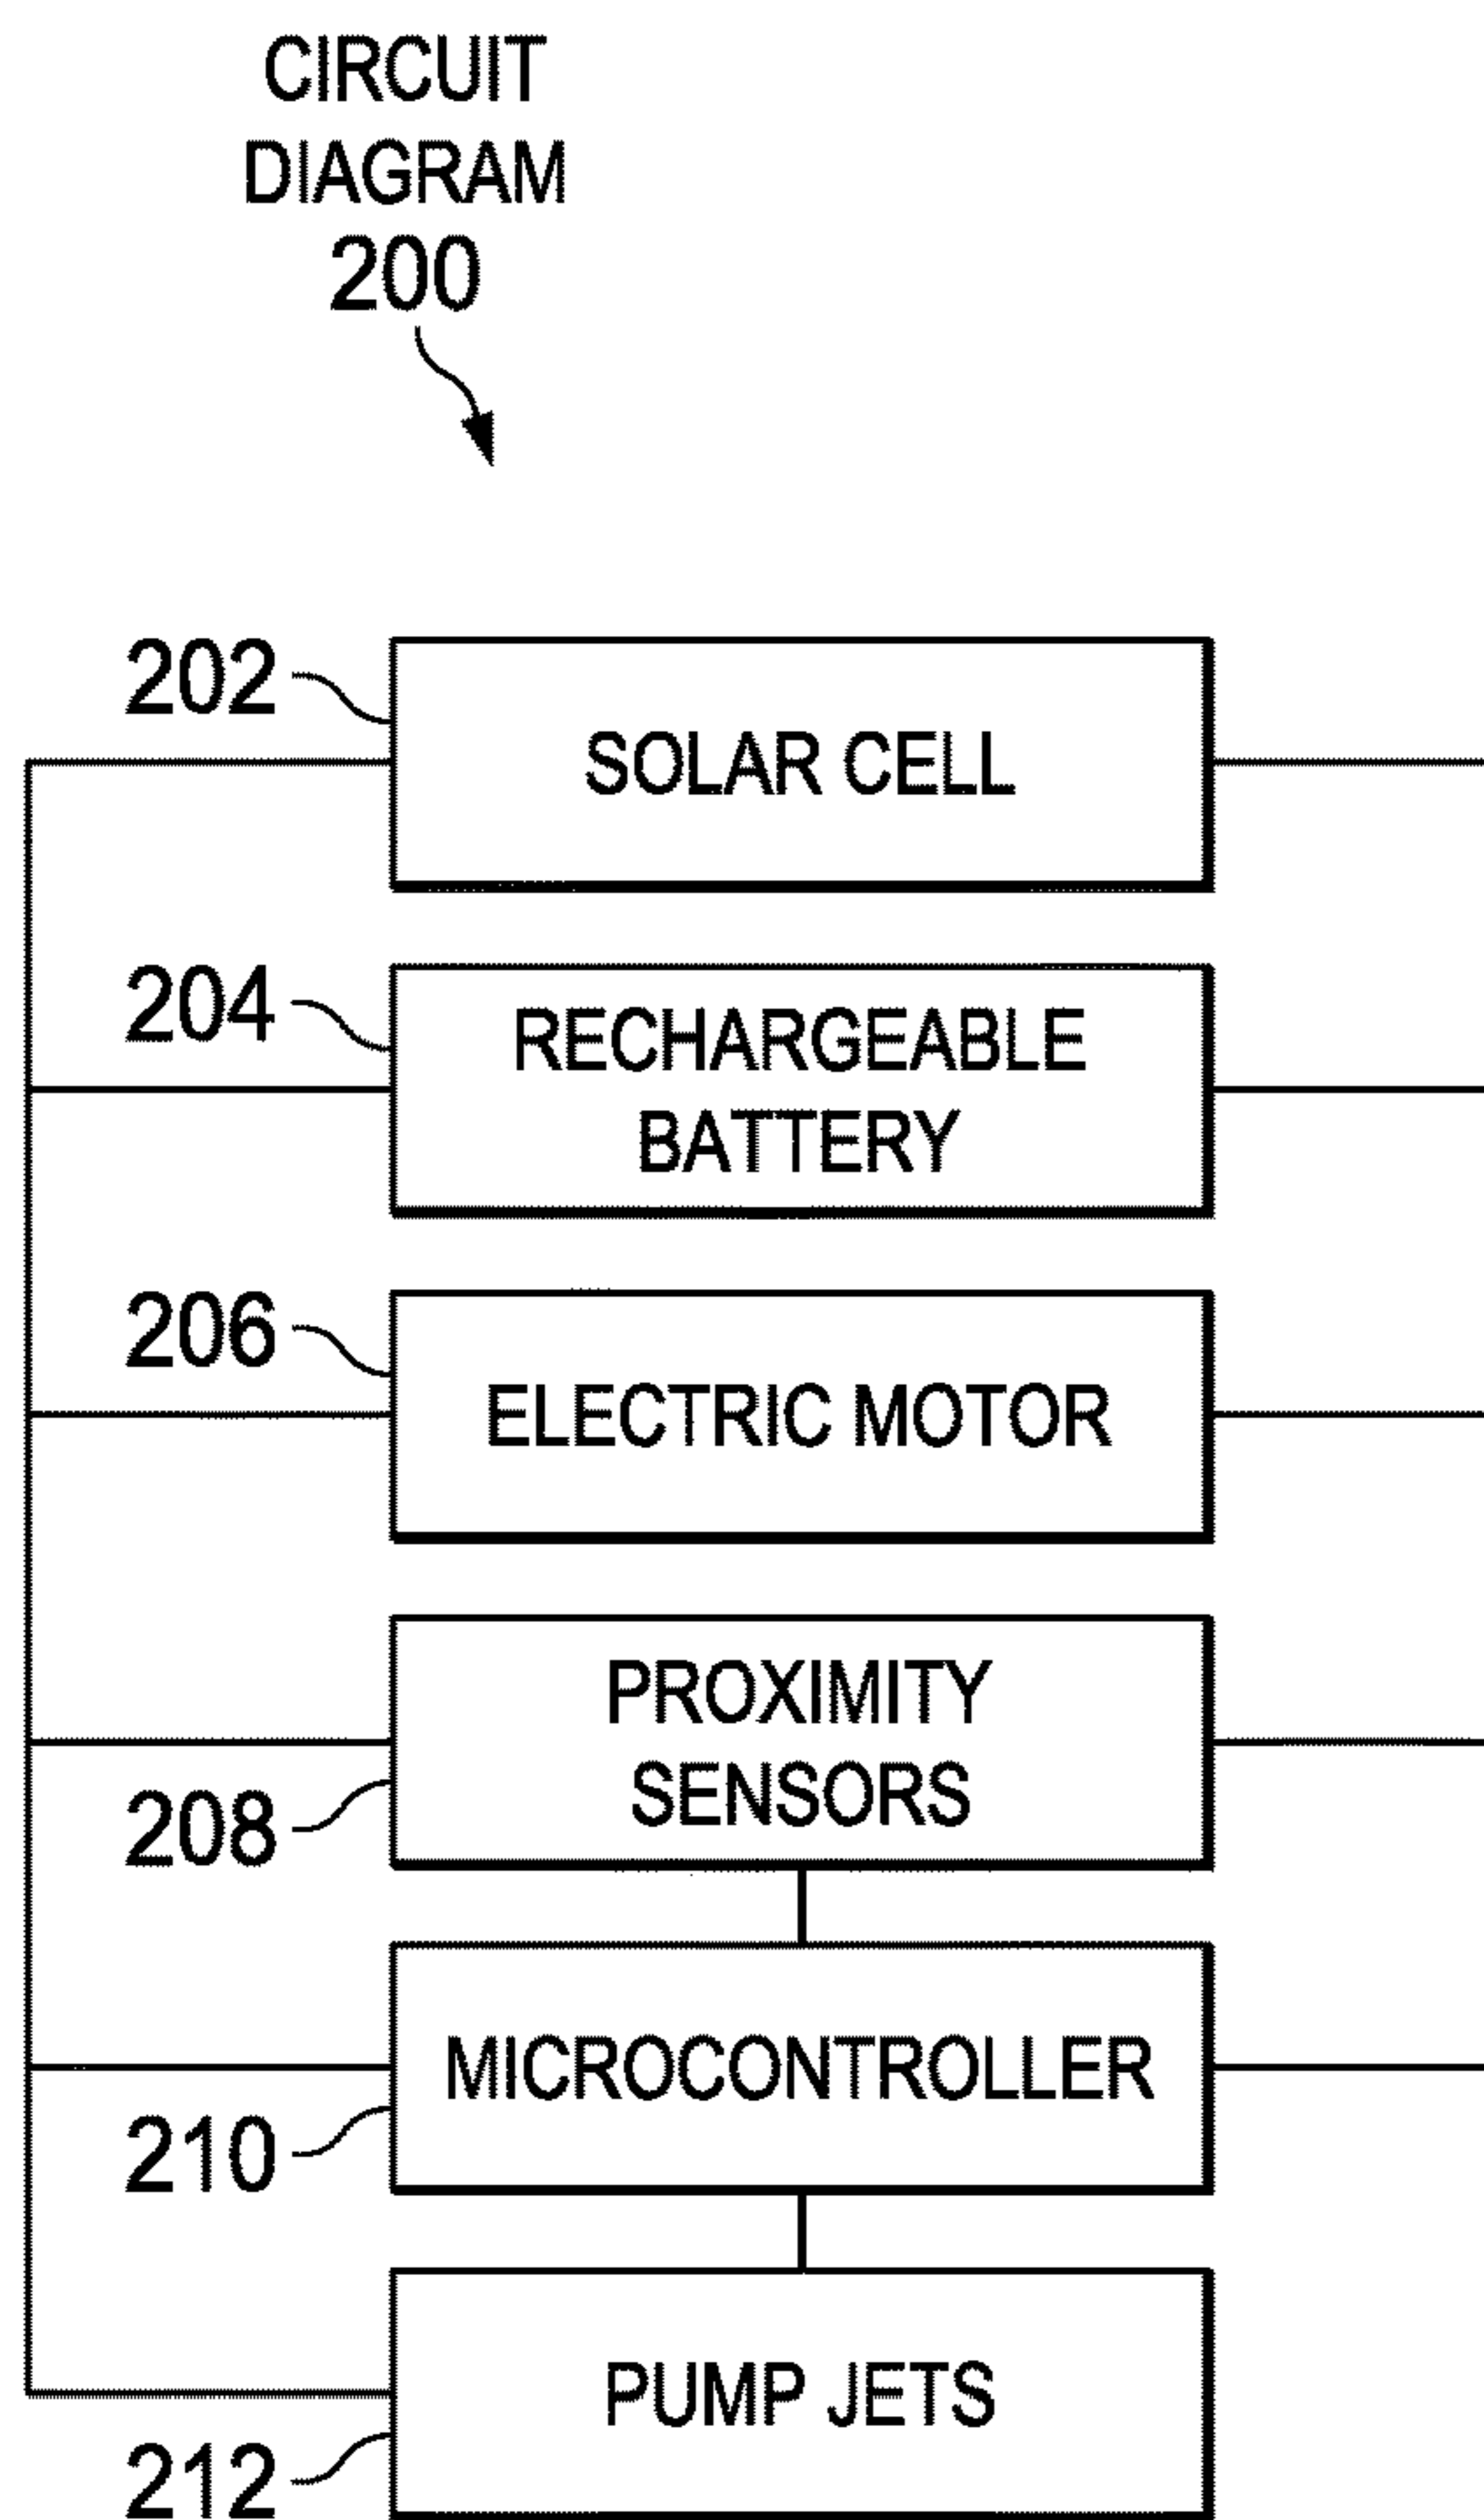 CIRCUIT
DIAGRAM
200
202
SOLAR CELL
204
RECHARGEABLE
BATTERY
206
ELECTRIC MOTOR
PROXIMITY
SENSORS
208
MICROCONTROLLER
210
PUMP JETS
212